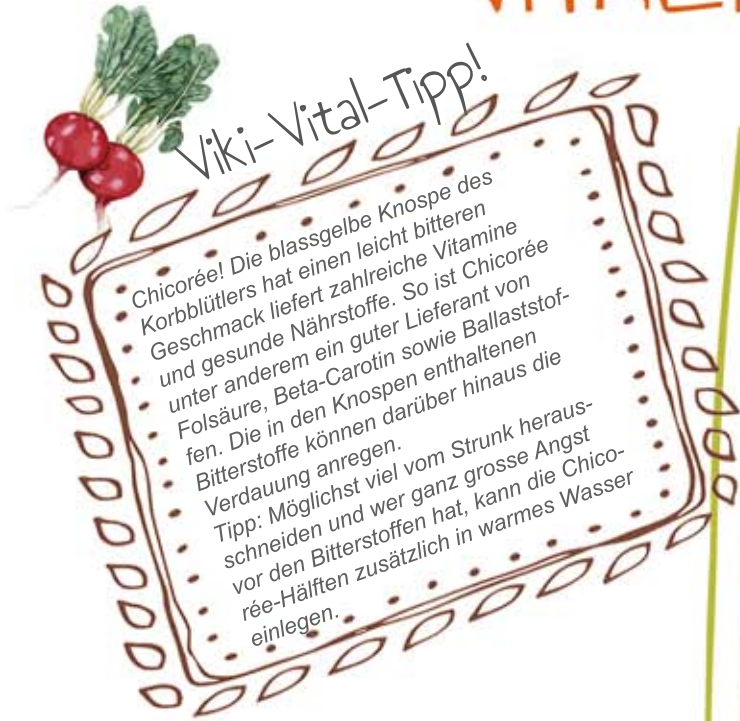 Viki-Vital-Tipp!
Chicorée! Die blassgelbe Knospe des
Korbblütlers hat einen leicht bitteren
Geschmack liefert zahlreiche Vitamine
und gesunde Nährstoffe. So ist Chicorée
unter anderem ein guter Lieferant von
Folsäure, Beta-Carotin sowie Ballaststof-
fen. Die in den Knospen enthaltenen
Bitterstoffe können darüber hinaus die
Verdauung anregen.
Tipp: Möglichst viel vom Strunk heraus-
schneiden und wer ganz grosse Angst
vor den Bitterstoffen hat, kann die Chico-
rée-Hälften zusätzlich in warmes Wasser
einlegen.